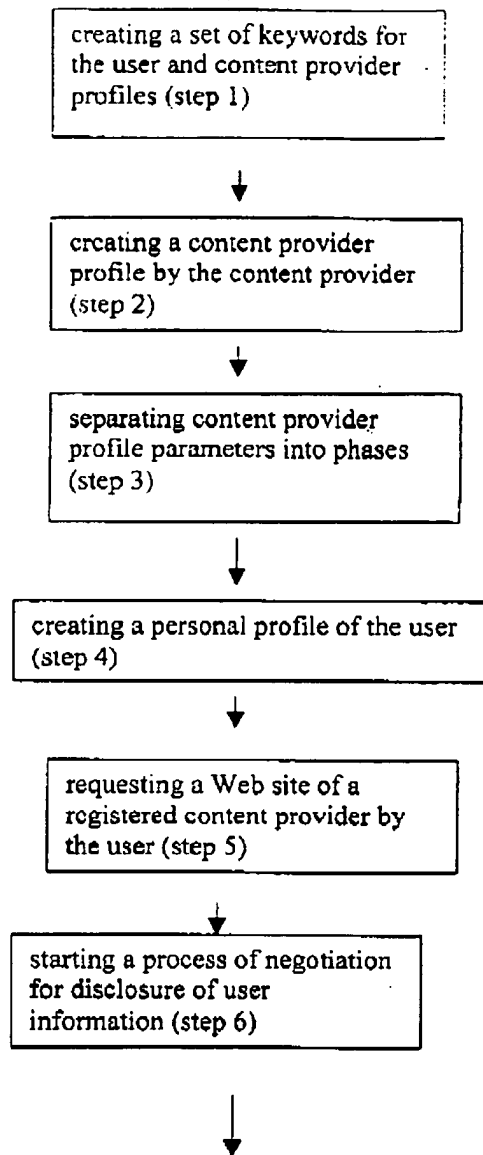 creating a set of keywords for
the user and content provider
profiles (step 1)
creating a content provider
profile by the content provider
(step 2)
separating content provider
profile parameters into phases
(step 3)
creating a personal profile of the user
(step 4)
requesting a Web site of a
registered content provider by
the user (step 5)
starting a process of negotiation
for disclosure of user
information (step 6)